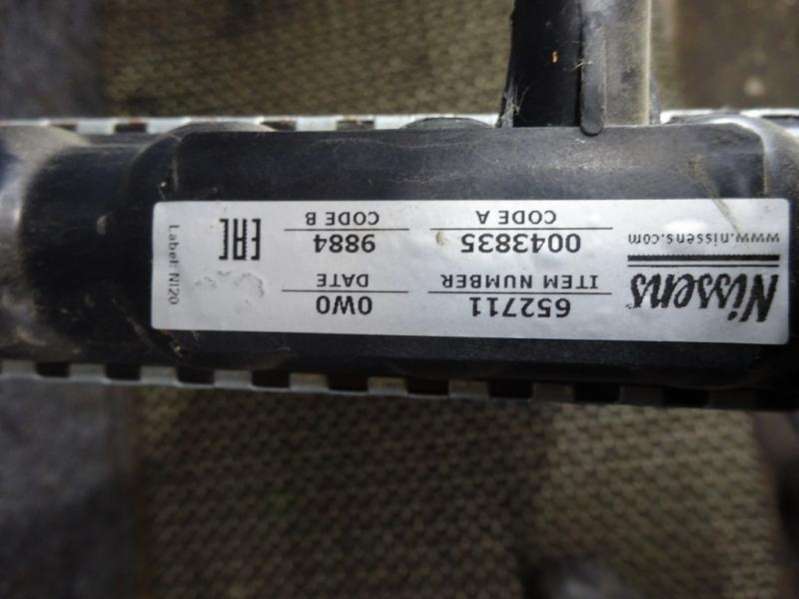 Nissens
www.nissens.com
652711
ITEM NUMBER
0043835
CODE A
0W0
DATE
9884
CODE B
EAC
Label: NI20